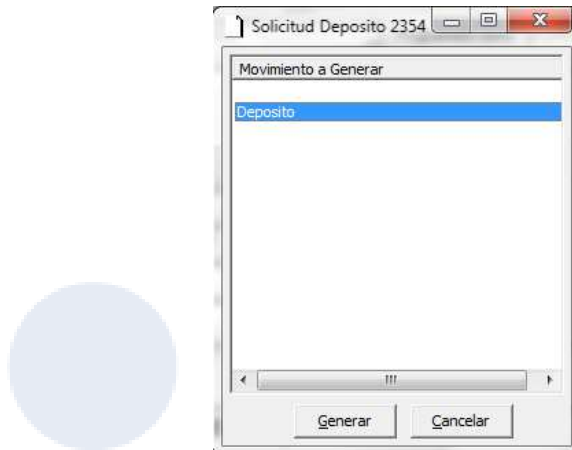 Solicitud Deposito 2354
Movimiento a Generar
Deposito
Generar
Cancelar